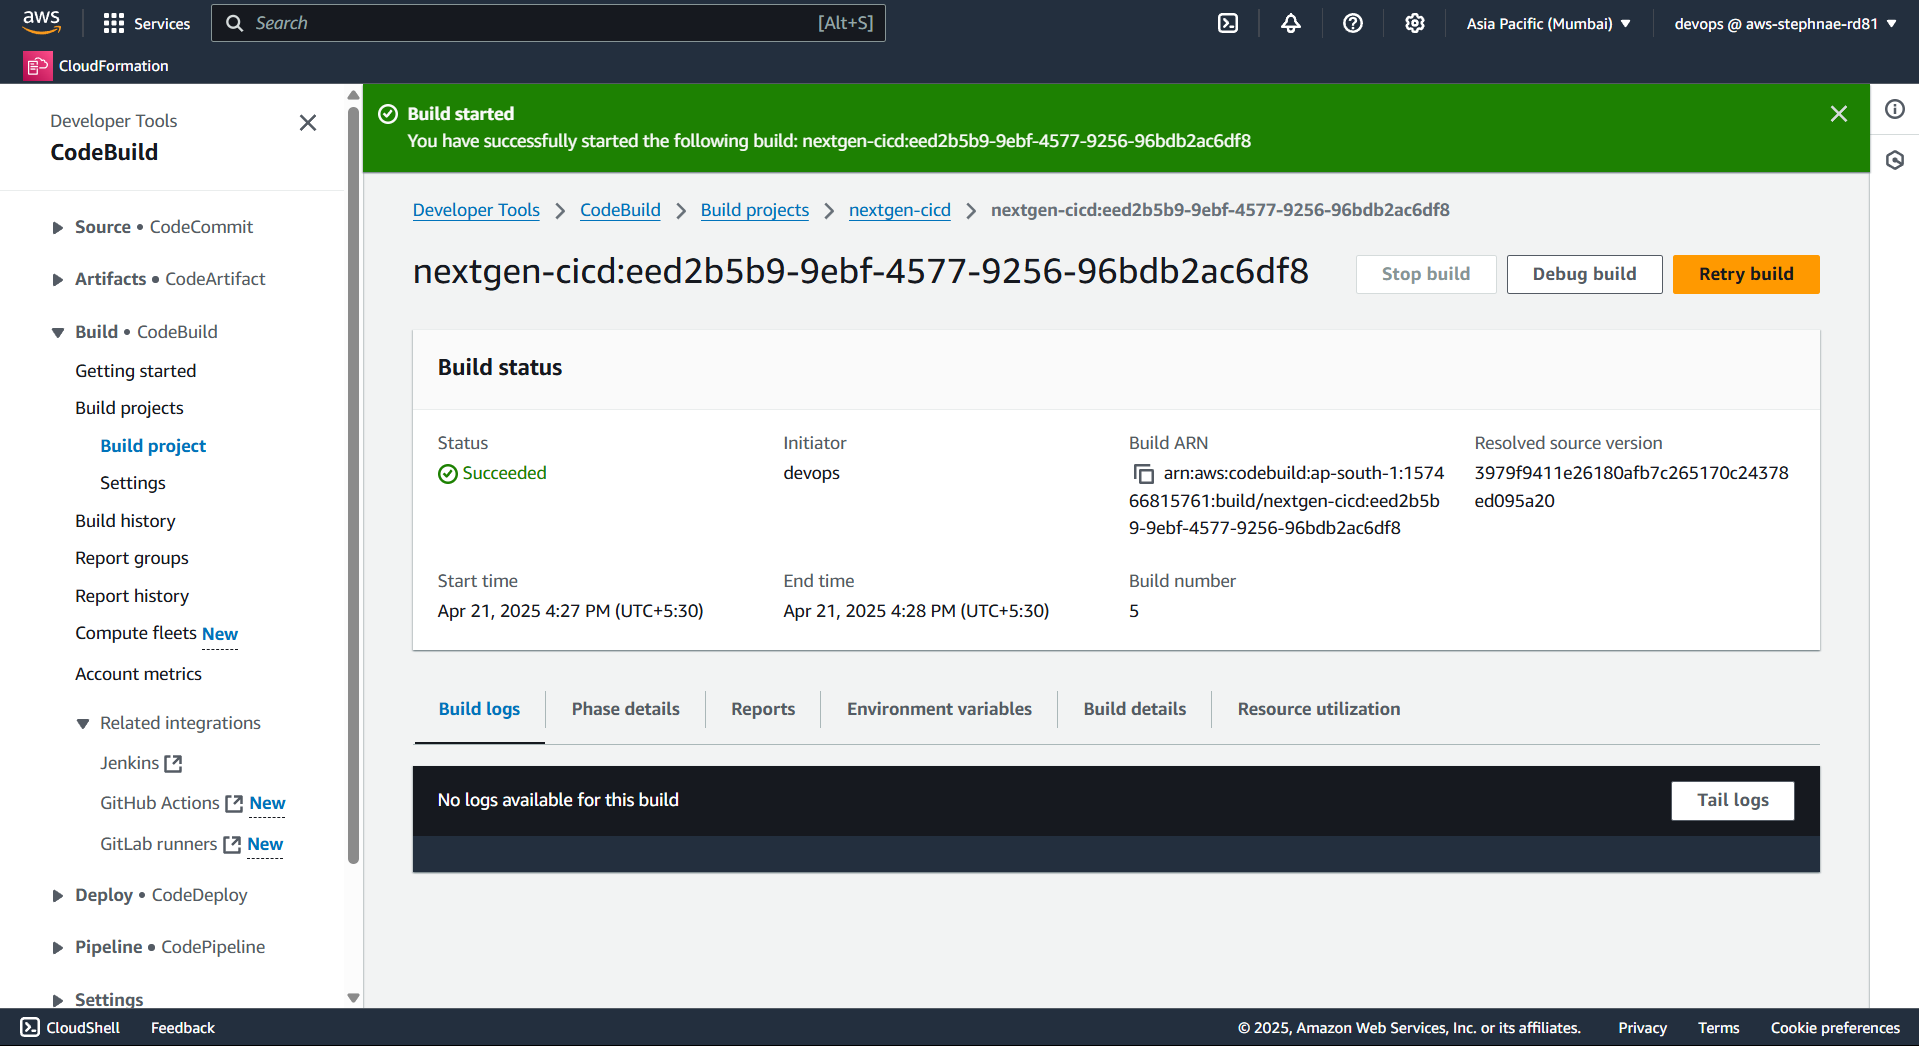 aws
Services
Search
[Alt+S]
Asia Pacific (Mumbai)
devops @ aws-stephnae-rd81
CloudFormation
Developer Tools
CodeBuild
Source • CodeCommit
Artifacts • CodeArtifact
Build • CodeBuild
Getting started
Build projects
Build project
Settings
Build history
Report groups
Report history
Compute fleets New
Account metrics
Related integrations
Jenkins
GitHub Actions New
GitLab runners New
Deploy • CodeDeploy
Pipeline • CodePipeline
Settings
Build started
You have successfully started the following build: nextgen-cicd:eed2b5b9-9ebf-4577-9256-96bdb2ac6df8
Developer Tools > CodeBuild > Build projects > nextgen-cicd > nextgen-cicd:eed2b5b9-9ebf-4577-9256-96bdb2ac6df8
nextgen-cicd:eed2b5b9-9ebf-4577-9256-96bdb2ac6df8
Stop build
Debug build
Retry build
Build status
Status
Succeeded
Initiator
devops
Build ARN
arn:aws:codebuild:ap-south-1:1574
66815761:build/nextgen-cicd:eed2b5b
9-9ebf-4577-9256-96bdb2ac6df8
Resolved source version
3979f9411e26180afb7c265170c24378
ed095a20
Start time
Apr 21, 2025 4:27 PM (UTC+5:30)
End time
Apr 21, 2025 4:28 PM (UTC+5:30)
Build number
5
Build logs
Phase details
Reports
Environment variables
Build details
Resource utilization
No logs available for this build
Tail logs
CloudShell
Feedback
© 2025, Amazon Web Services, Inc. or its affiliates.
Privacy
Terms
Cookie preferences